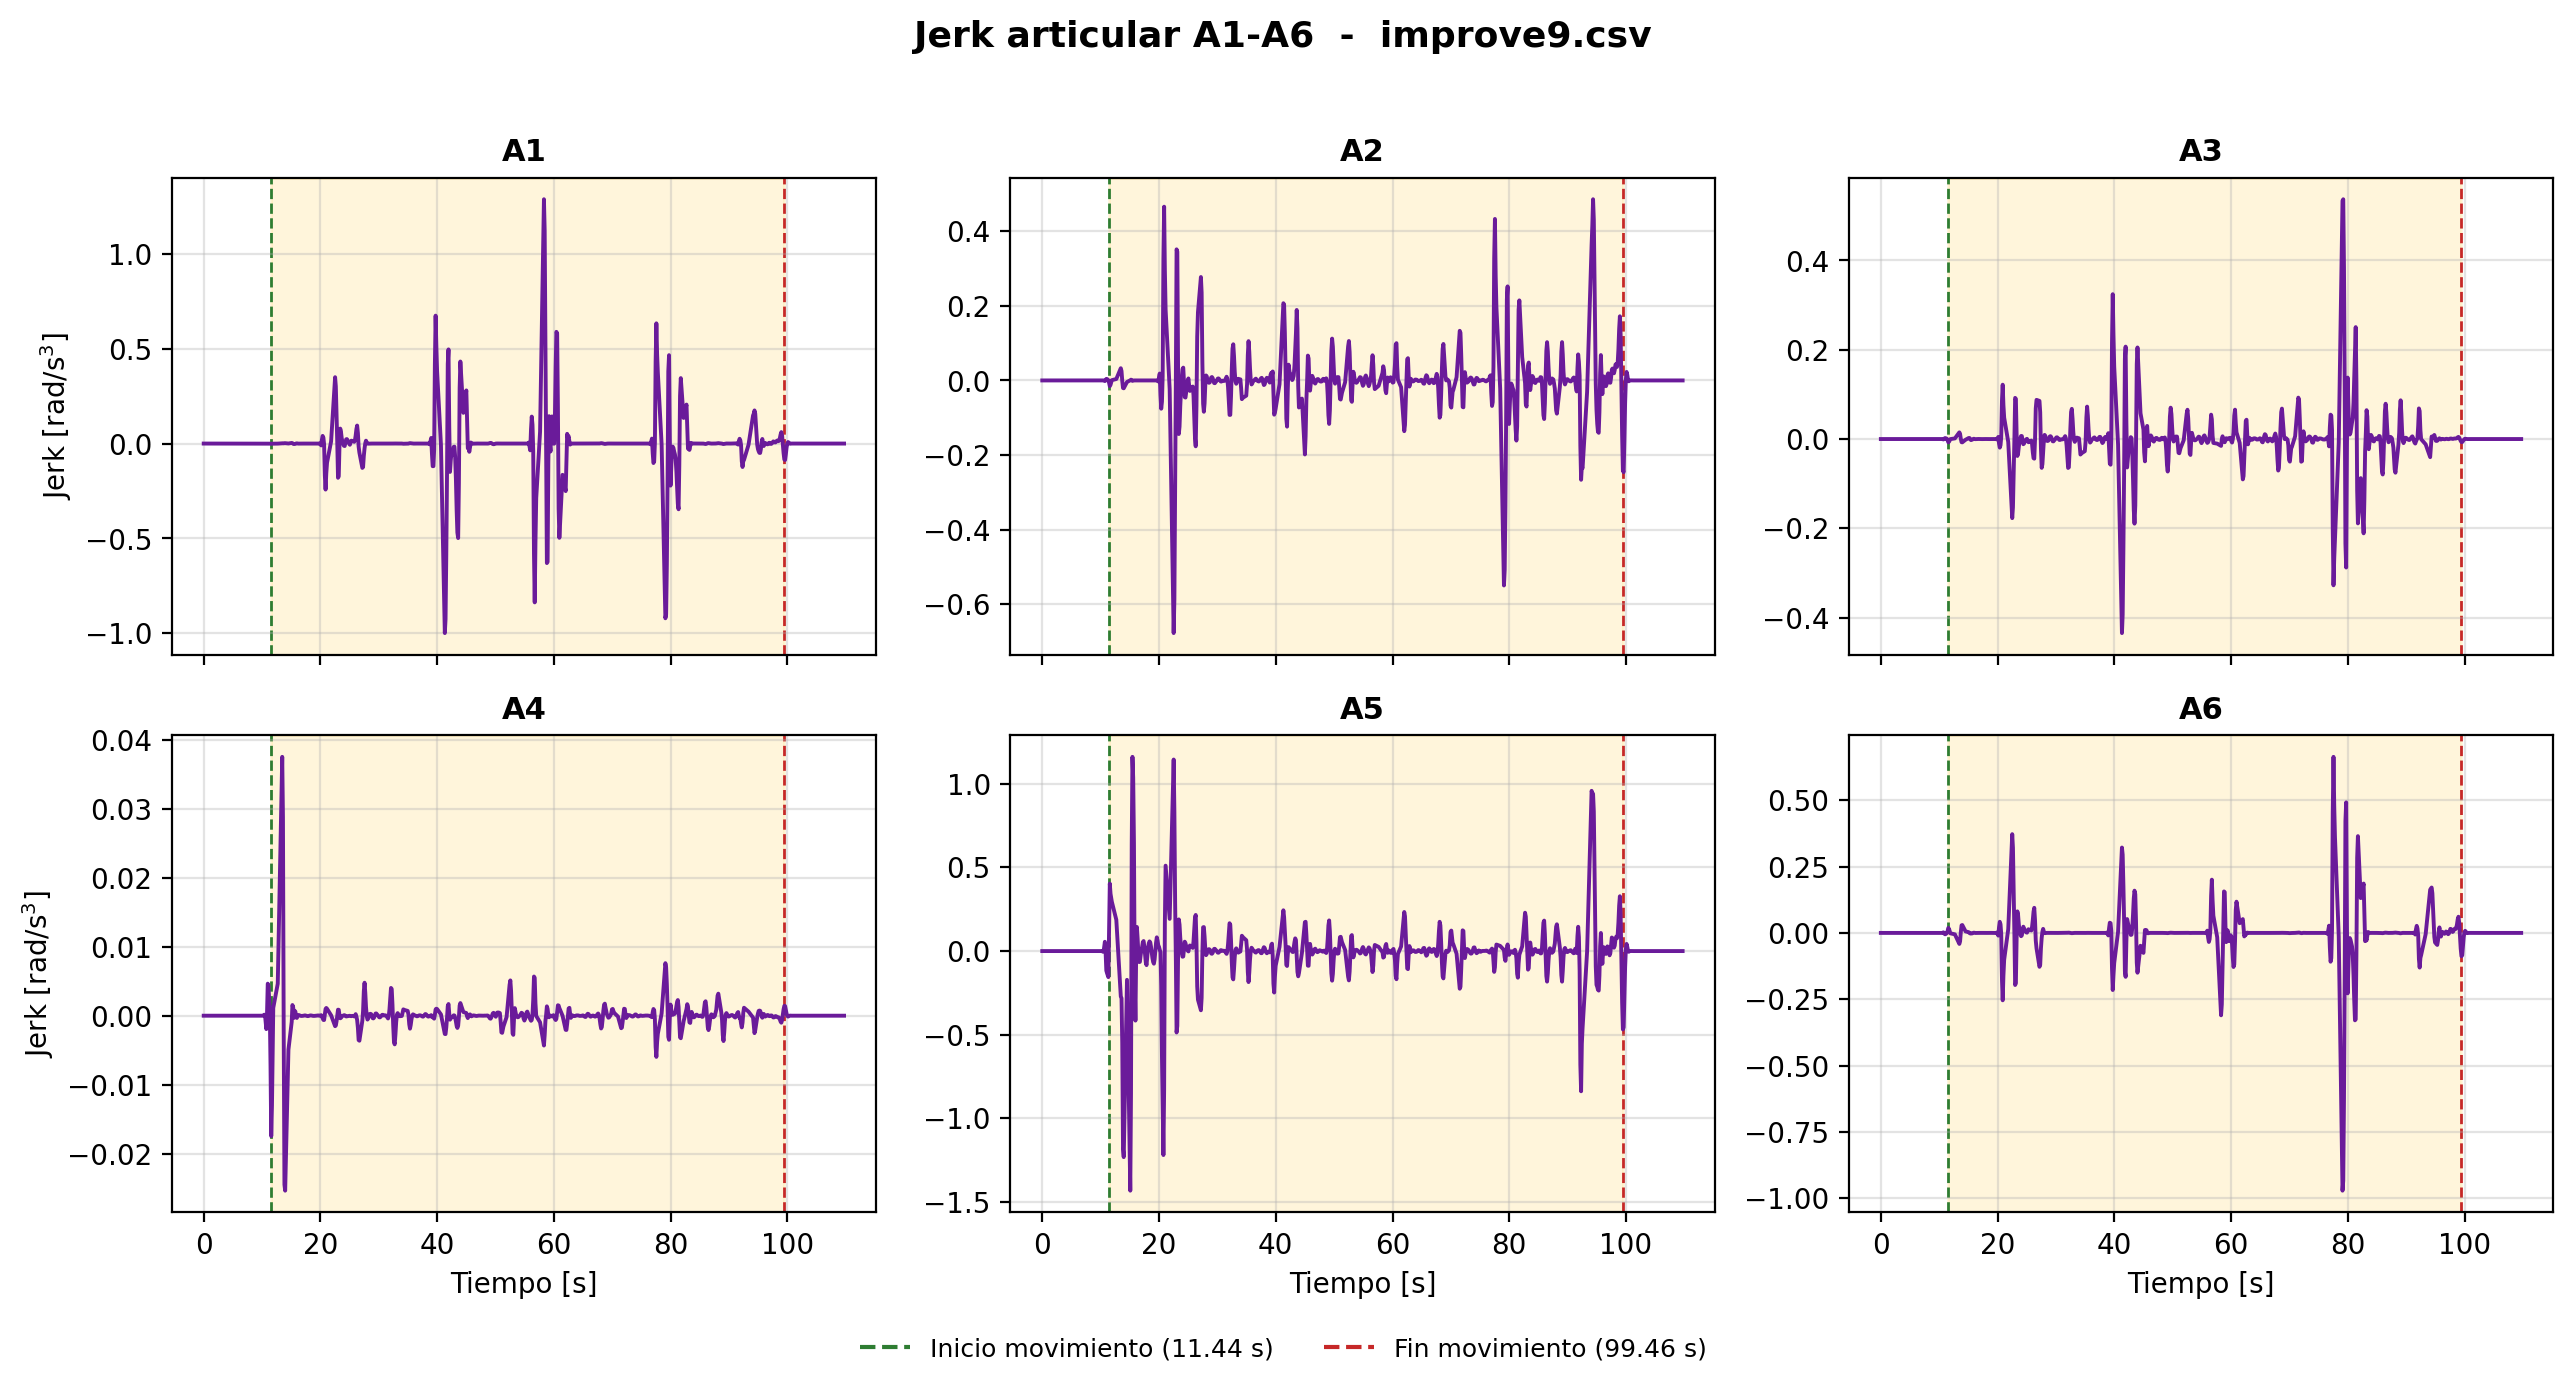 Jerk articular A1-A6 - improve9.csv
A1
A2
A3
Jerk [rad/s³]
1.0
0.5
0.0
−0.5
−1.0
0.4
0.2
0.0
−0.2
−0.4
−0.6
0.4
0.2
0.0
−0.2
−0.4
A4
A5
A6
Jerk [rad/s³]
0.04
0.03
0.02
0.01
0.00
−0.01
−0.02
1.0
0.5
0.0
−0.5
−1.0
−1.5
0.50
0.25
0.00
−0.25
−0.50
−0.75
−1.00
0 20 40 60 80 100
0 20 40 60 80 100
0 20 40 60 80 100
Tiempo [s]
Tiempo [s]
Tiempo [s]
Inicio movimiento (11.44 s)
Fin movimiento (99.46 s)